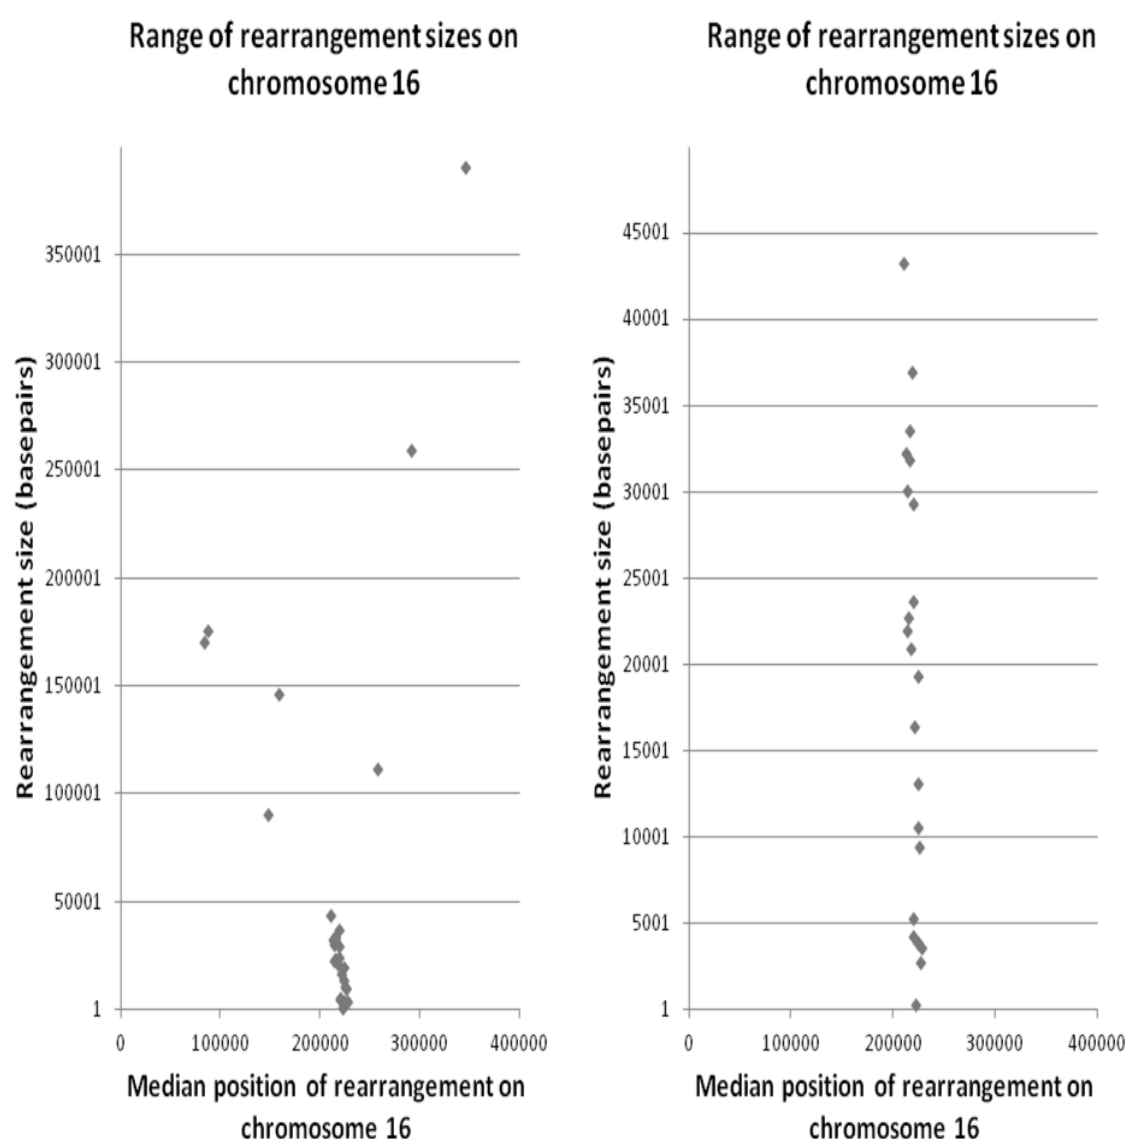 Range of rearrangement sizes on
chromosome 16
Rearrangement size (basepairs)
350001
300001
250001
200001
150001
100001
50001
1
0 100000 200000 300000 400000
Median position of rearrangement on
chromosome 16
Range of rearrangement sizes on
chromosome 16
Rearrangement size (basepairs)
45001
40001
35001
30001
25001
20001
15001
10001
5001
1
0 100000 200000 300000 400000
Median position of rearrangement on
chromosome 16